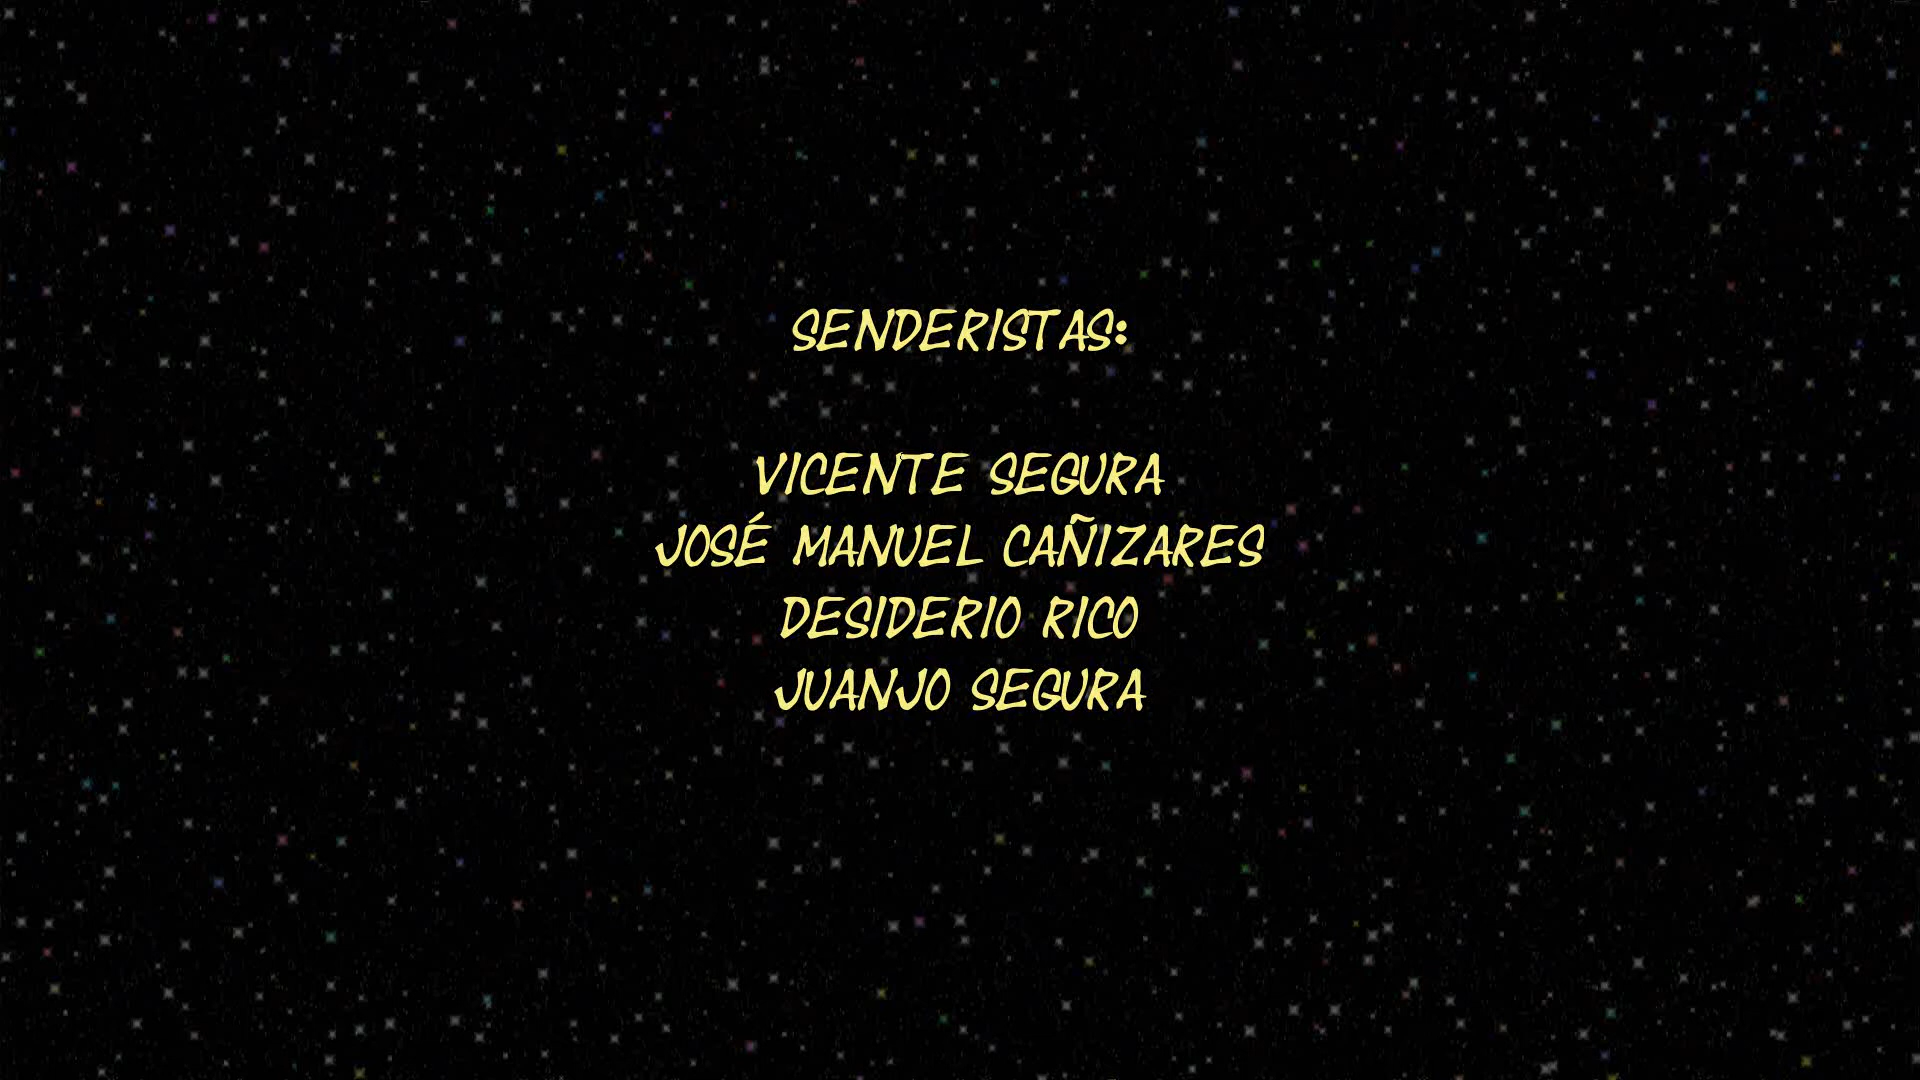 SENDERISTAS:
VICENTE SEGURA
JOSÉ MANUEL CAÑIZARES
DESIDERIO RICO
JUANJO SEGURA